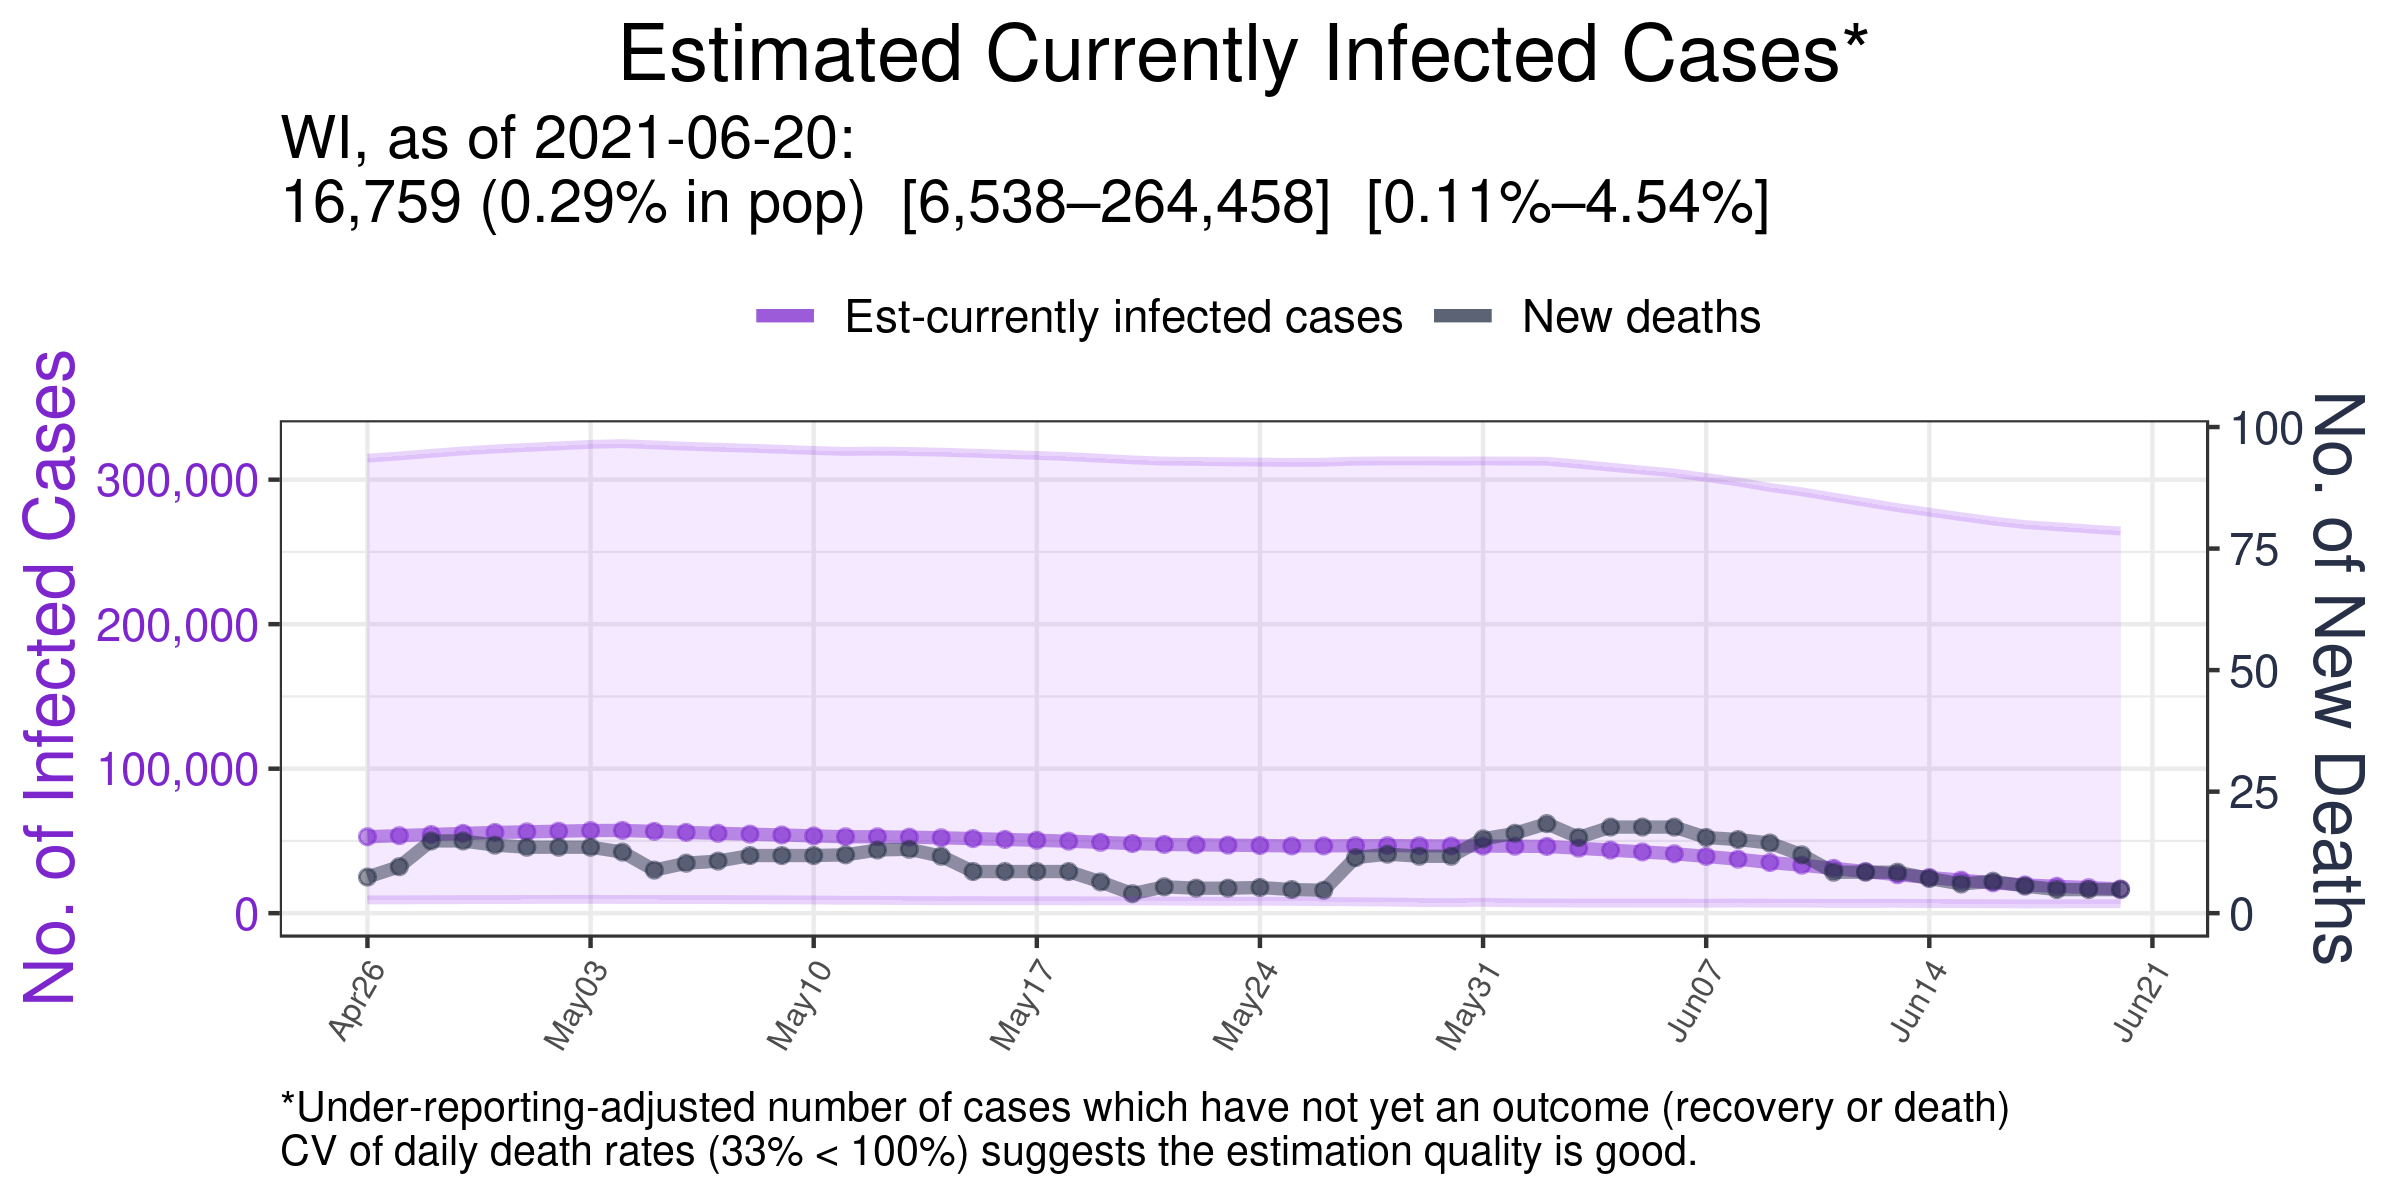 Estimated Currently Infected Cases*
WI, as of 2021-06-20:
16,759 (0.29% in pop)  [6,538–264,458]  [0.11%–4.54%]
Est-currently infected cases
New deaths
No. of Infected Cases
300,000
200,000
100,000
0
100
75
50
25
0
No. of New Deaths
Apr26
May03
May10
May17
May24
May31
Jun07
Jun14
Jun21
*Under-reporting-adjusted number of cases which have not yet an outcome (recovery or death)
CV of daily death rates (33% < 100%) suggests the estimation quality is good.